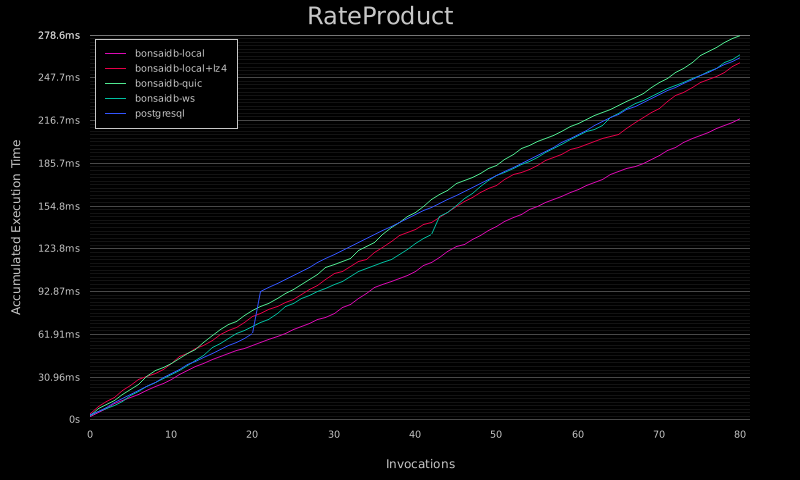 RateProduct
278.6ms
247.7ms
216.7ms
185.7ms
154.8ms
123.8ms
92.87ms
61.91ms
30.96ms
0s
bonsaidb-local
bonsaidb-local+lz4
bonsaidb-quic
bonsaidb-ws
postgresql
Accumulated Execution Time
0 10 20 30 40 50 60 70 80
Invocations